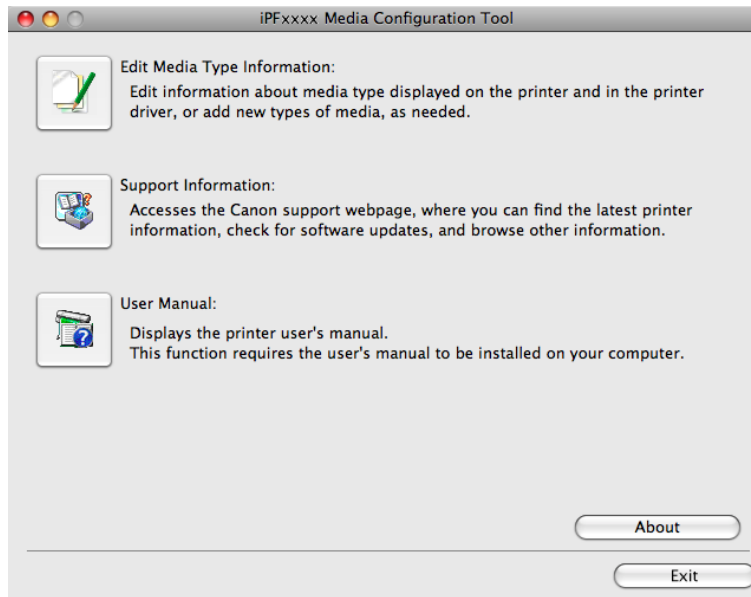 iPFxxxx Media Configuration Tool
Edit Media Type Information:
Edit information about media type displayed on the printer and in the printer
driver, or add new types of media, as needed.
Support Information:
Accesses the Canon support webpage, where you can find the latest printer
information, check for software updates, and browse other information.
User Manual:
Displays the printer user's manual.
This function requires the user's manual to be installed on your computer.
About
Exit